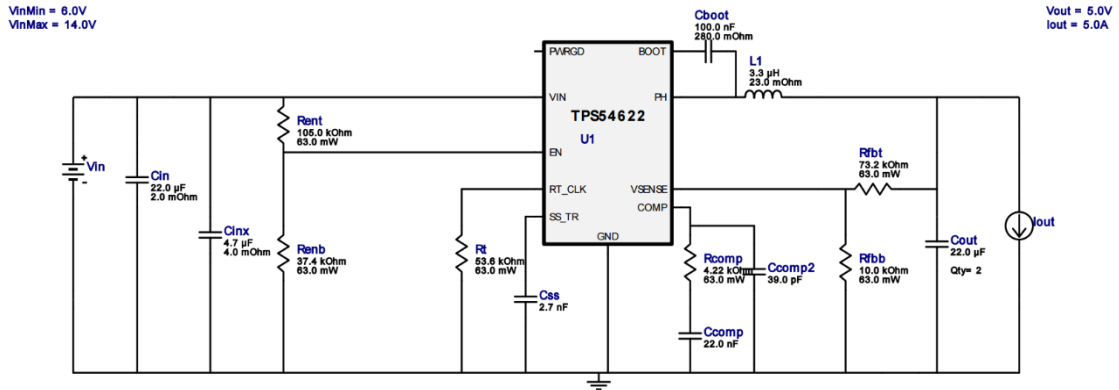 VinMin = 6.0V
VinMax = 14.0V
Vout = 5.0V
Iout = 5.0A
Cboot
100.0 nF
280.0 mOhm
PWRGD
BOOT
L1
3.3 µH
23.0 mOhm
VIN
PH
TPS54622
U1
Rent
105.0 kOhm
63.0 mW
EN
+
Vin
-
Cin
22.0 µF
2.0 mOhm
Rfbt
73.2 kOhm
63.0 mW
RT_CLK
VSENSE
COMP
SS_TR
GND
Iout
Cinx
4.7 µF
4.0 mOhm
Renb
37.4 kOhm
63.0 mW
Rt
53.6 kOhm
63.0 mW
Rcomp
4.22 kOhm
63.0 mW
Ccomp2
39.0 pF
Rfbb
10.0 kOhm
63.0 mW
Cout
22.0 µF
Qty= 2
Css
2.7 nF
Ccomp
22.0 nF